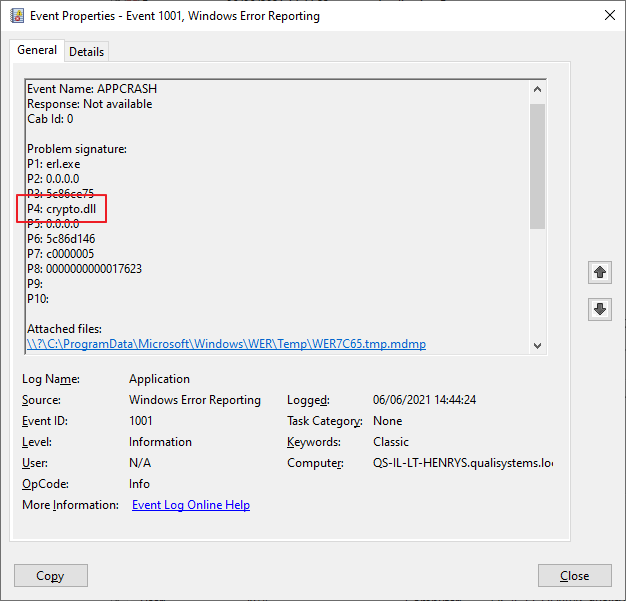 Event Properties - Event 1001, Windows Error Reporting
General Details
Event Name: APPCRASH
Response: Not available
Cab Id: 0
Problem signature:
P1: erl.exe
P2: 0.0.0.0
P3: 5c86ce75
P4: crypto.dll
P5: 0.0.0.0
P6: 5c86d146
P7: c0000005
P8: 0000000000017623
P9:
P10:
Attached files:
\\?\C:\ProgramData\Microsoft\Windows\WER\Temp\WER7C65.tmp.mdmp
Log Name: Application
Source: Windows Error Reporting Logged: 06/06/2021 14:44:24
Event ID: 1001 Task Category: None
Level: Information Keywords: Classic
User: N/A Computer: QS-IL-LT-HENRYS.qualisystems.loc
OpCode: Info
More Information: Event Log Online Help
Copy Close